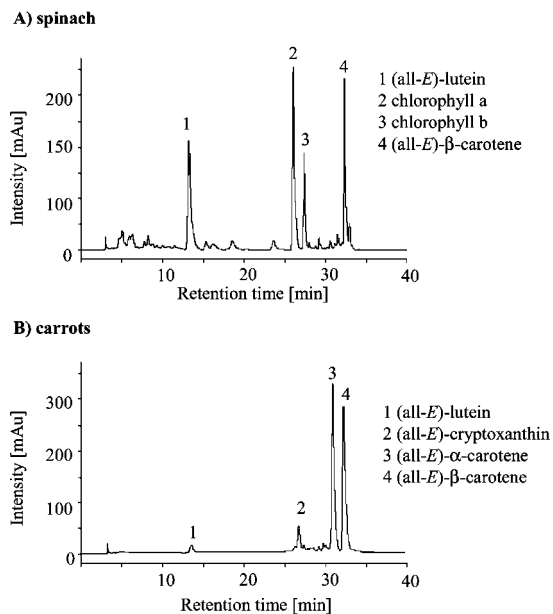 A) spinach
Intensity [mAu]
200
150
100
0
1
2
3
4
1 (all-E)-lutein
2 chlorophyll a
3 chlorophyll b
4 (all-E)-β-carotene
10
20
30
40
Retention time [min]
B) carrots
Intensity [mAu]
300
200
100
0
1
2
3
4
1 (all-E)-lutein
2 (all-E)-cryptoxanthin
3 (all-E)-α-carotene
4 (all-E)-β-carotene
10
20
30
40
Retention time [min]